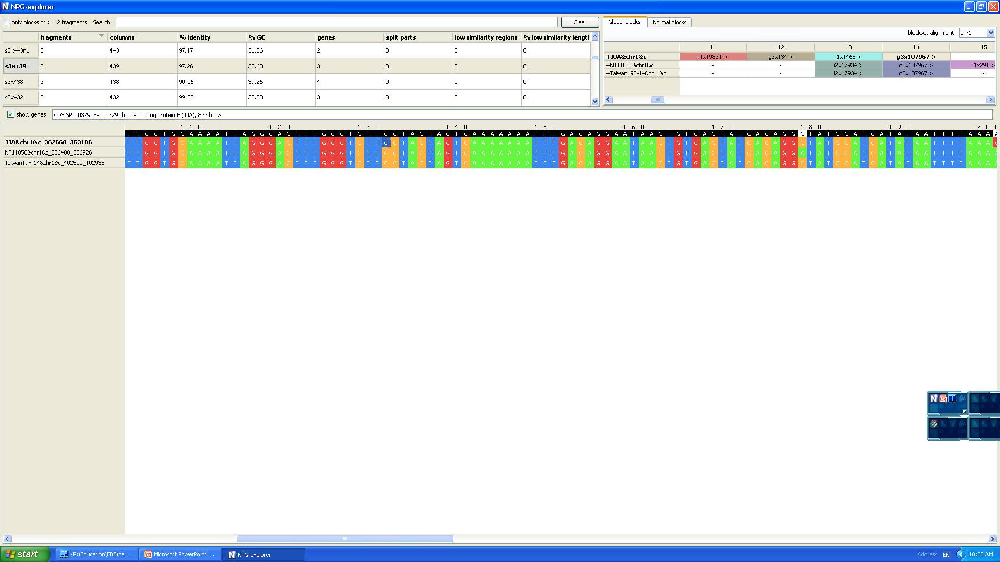 NPG-explorer
only blocks of >= 2 fragments Search: Clear
fragments columns % identity % GC genes split parts low similarity regions % low similarity lengt
s3x443n1 3 443 97.17 31.06 2 0 0 0
s3x439 3 439 97.26 33.63 3 0 0 0
s3x438 3 438 90.06 39.26 4 0 0 0
s3x432 3 432 99.53 35.03 3 0 0 0
Global blocks Normal blocks
blockset alignment: chr1
11 12 13 14 15
+JJA&chr1&c i1x19834 > g3x134 > i1x1468 > g3x107967 > -
+NT11058&chr1&c - - i2x17934 > g3x107967 > i1x291 >
+Taiwan19F-14&chr1&c - - i2x17934 > g3x107967 > -
show genes CDS SPJ_0379_SPJ_0379 choline binding protein F (JJA), 822 bp >
1 1 0 1 2 0 1 3 0 1 4 0 1 5 0 1 6 0 1 7 0 1 8 0 1 9 0 2 0 0
T T G G T G C A A A A T T A G G G A C T T T G G G T C T T C C T A C T A G T C A A A A A A A T T T G A C A G G A A T A A C T G T G A C T A T C A C A G G C T A T C C A T C A T A T A A T T T T A A A
JJA&chr1&c_362668_363106 T T G G T G C A A A A T T A G G G A C T T T G G G T C T T C C T A C T A G T C A A A A A A A T T T G A C A G G A A T A A C T G T G A C T A T C A C A G G C T A T C C A T C A T A T A A T T T T A A A
NT11058&chr1&c_356488_356926 T T G G T G C A A A A T T A G G G A C T T T G G G T C T T C C T A C T A G T C A A A A A A A T T T G A C A G G A A T A A C T G T G A C T A T C A C A G G A T A T C C A T C A T A T A A T T T T A A A
Taiwan19F-14&chr1&c_402500_402938 T T G G T G C A A A A T T A G G G A C T T T G G G T C T T C C T A C T A G T C A A A A A A A T T T G A C A G G A A T A A C T G T G A C T A T C A C A G G C T A T C C A T C A T A T A A T T T T A A A
start {P:\Education\FBB\Ye... Microsoft PowerPoint ... NPG-explorer Address EN 10:35 AM